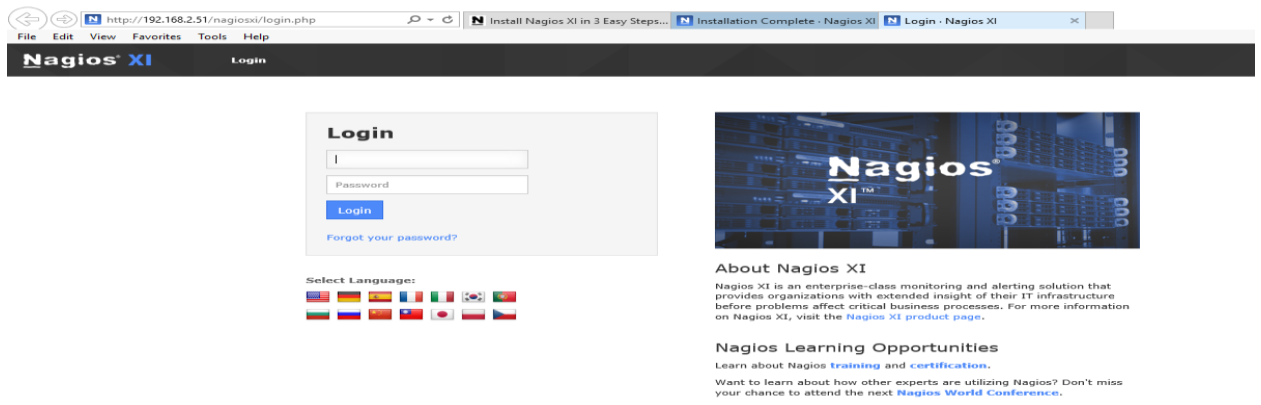 http://192.168.2.51/nagiosxi/login.php
Install Nagios XI in 3 Easy Steps...
Installation Complete · Nagios XI
Login · Nagios XI
File Edit View Favorites Tools Help
Nagios® XI Login
Login
Password
Login
Forgot your password?
Select Language:
Nagios®
XI™
About Nagios XI
Nagios XI is an enterprise-class monitoring and alerting solution that
provides organizations with extended insight of their IT infrastructure
before problems affect critical business processes. For more information
on Nagios XI, visit the Nagios XI product page.
Nagios Learning Opportunities
Learn about Nagios training and certification.
Want to learn about how other experts are utilizing Nagios? Don't miss
your chance to attend the next Nagios World Conference.